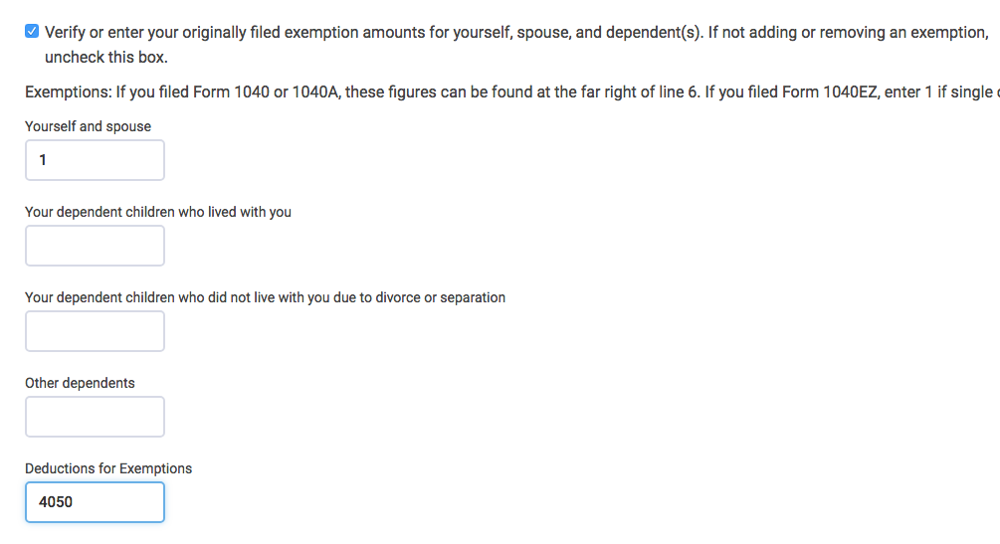 Verify or enter your originally filed exemption amounts for yourself, spouse, and dependent(s). If not adding or removing an exemption,
uncheck this box.
Exemptions: If you filed Form 1040 or 1040A, these figures can be found at the far right of line 6. If you filed Form 1040EZ, enter 1 if single
Yourself and spouse
1
Your dependent children who lived with you
Your dependent children who did not live with you due to divorce or separation
Other dependents
Deductions for Exemptions
4050